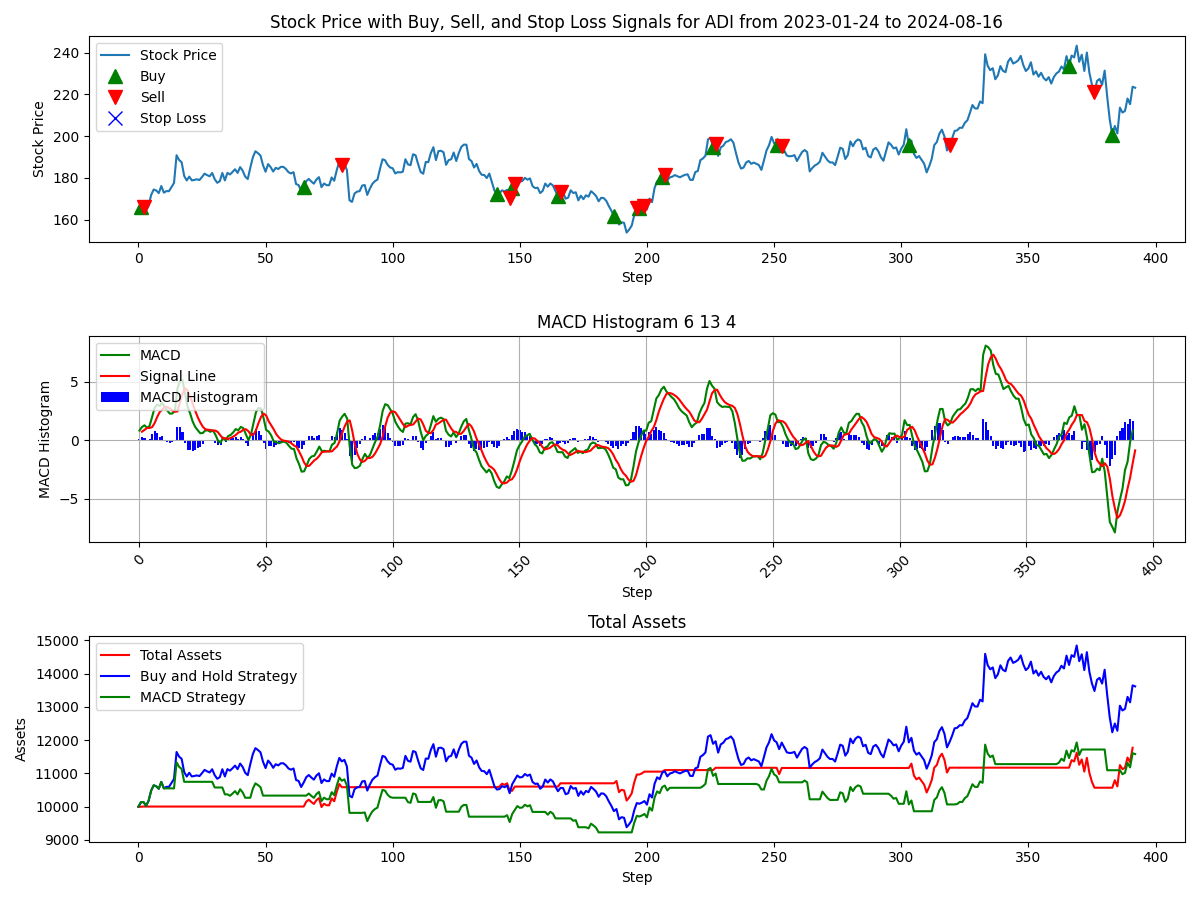 Stock Price with Buy, Sell, and Stop Loss Signals for ADI from 2023-01-24 to 2024-08-16
Stock Price
Buy
Sell
Stop Loss
Stock Price
240
220
200
180
160
0 50 100 150 200 250 300 350 400
Step
MACD Histogram 6 13 4
MACD
Signal Line
MACD Histogram
MACD Histogram
5
0
−5
0 50 100 150 200 250 300 350 400
Step
Total Assets
Total Assets
Buy and Hold Strategy
MACD Strategy
Assets
15000
14000
13000
12000
11000
10000
9000
0 50 100 150 200 250 300 350 400
Step